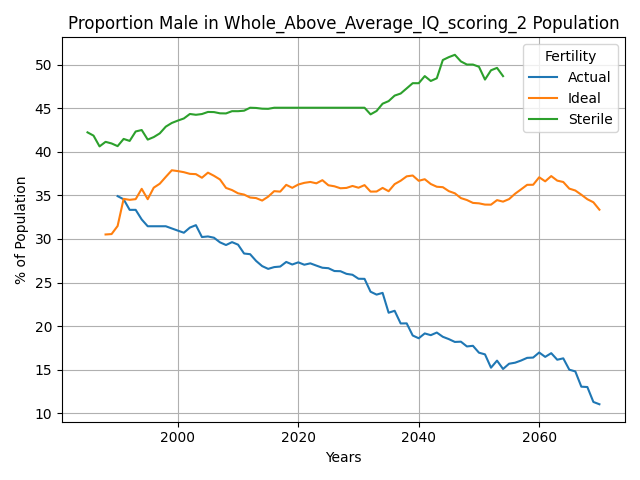 Proportion Male in Whole_Above_Average_IQ_scoring_2 Population
Fertility
Actual
Ideal
Sterile
% of Population
50
45
40
35
30
25
20
15
10
2000 2020 2040 2060
Years